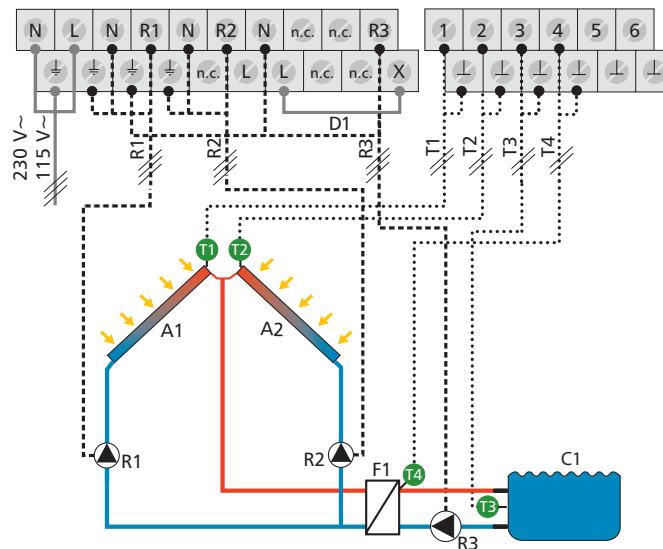 N L N R1 N R2 N n.c. n.c. R3
1 2 3 4 5 6
n.c. L L n.c. n.c. X
D1
230 V~
115 V~
R1
R2
R3
T1
T2
T3
T4
T1 T2
A1 A2
R1 R2
F1
T4
C1
T3
R3